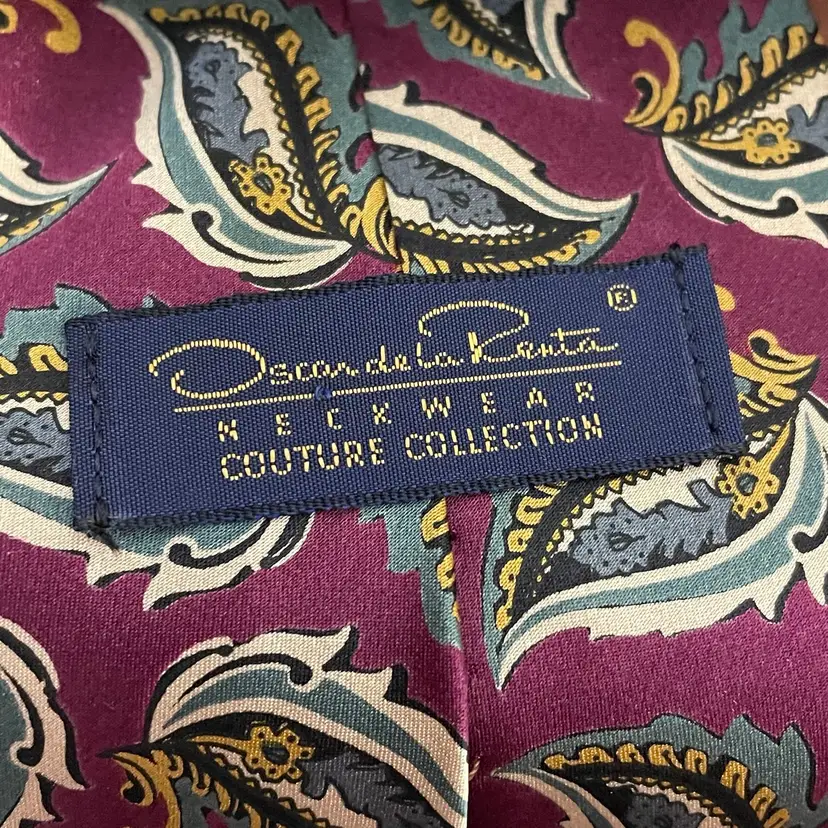 Oscar de la Renta ®
NECKWEAR
COUTURE COLLECTION